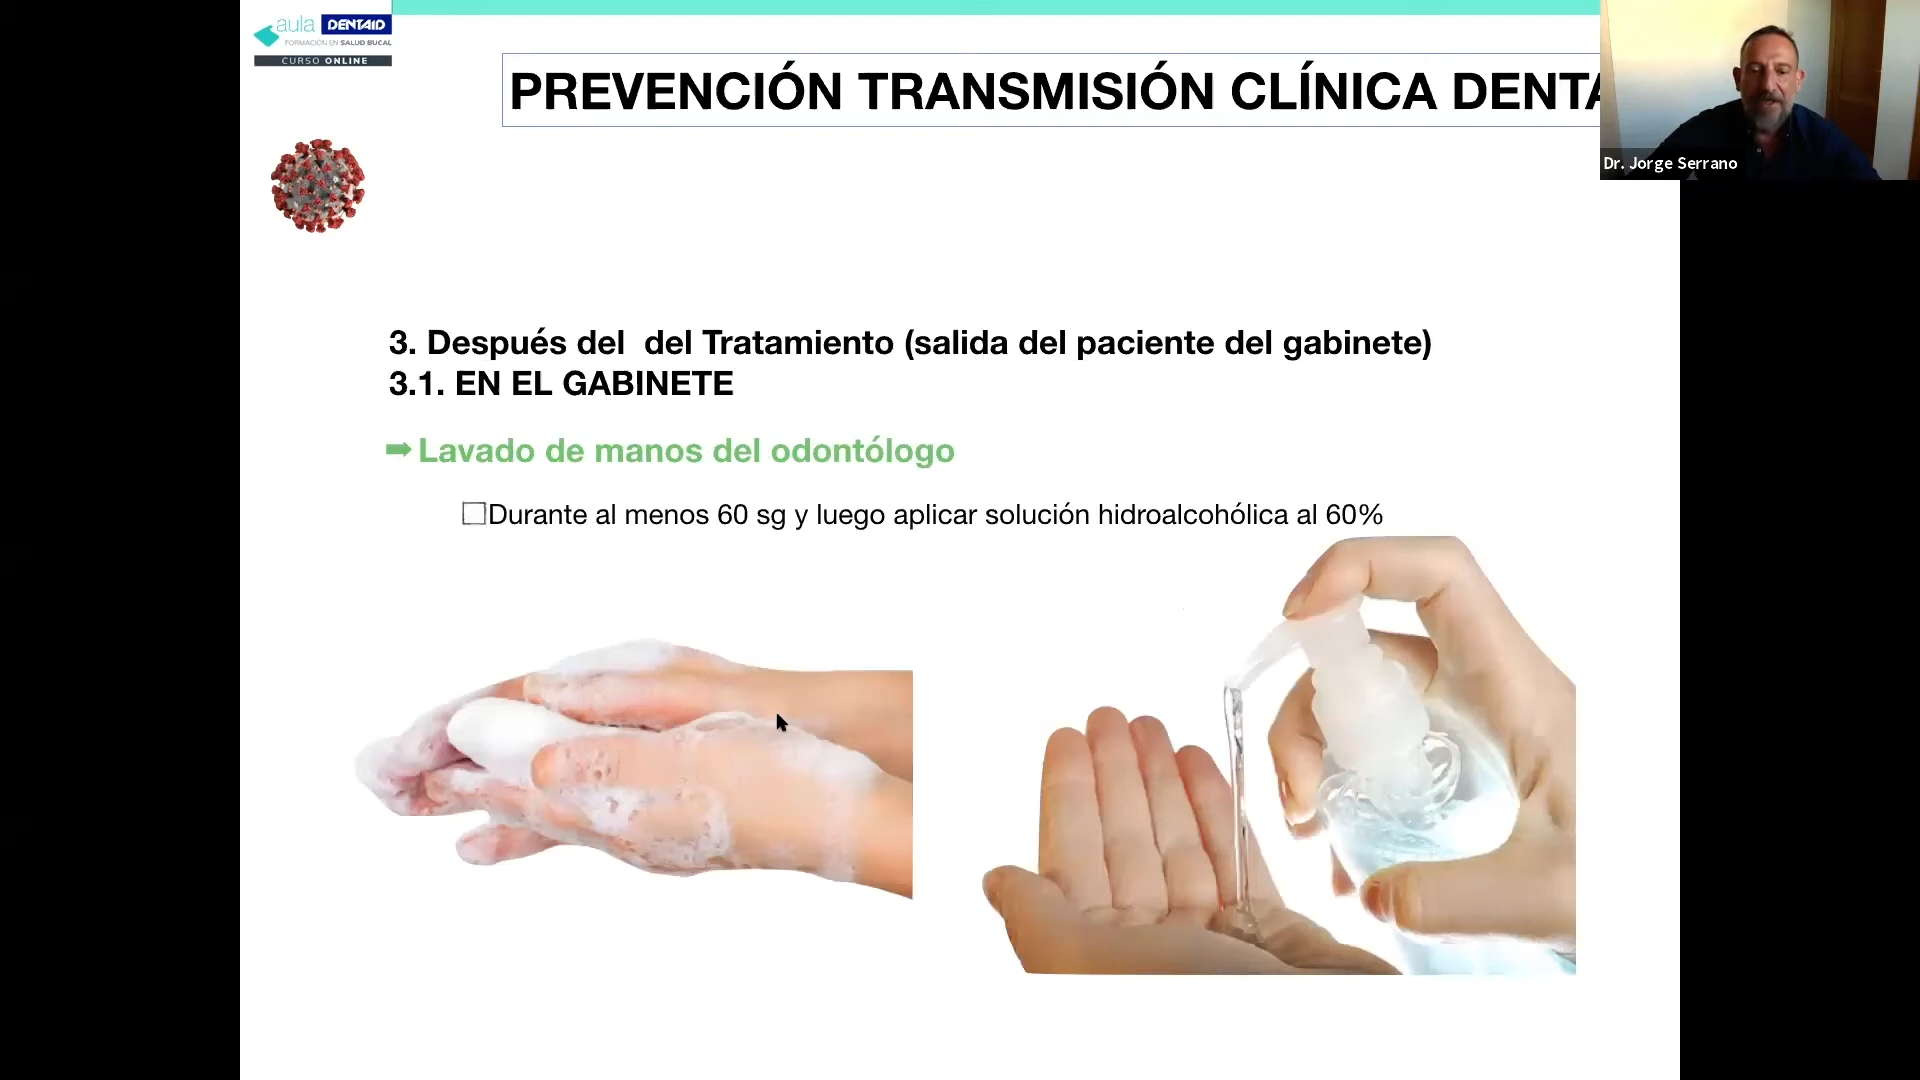 aula DENTAID
FORMACIÓN EN SALUD BUCAL
CURSO ONLINE
PREVENCIÓN TRANSMISIÓN CLÍNICA DENTA
Dr. Jorge Serrano
3. Después del  del Tratamiento (salida del paciente del gabinete)
3.1. EN EL GABINETE
➡Lavado de manos del odontólogo
☐Durante al menos 60 sg y luego aplicar solución hidroalcohólica al 60%